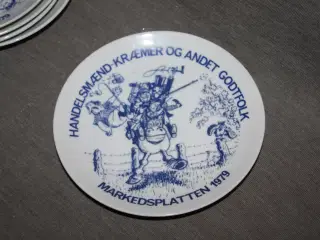 HANDELSMÆND-KRÆMER OG ANDET GODTFOLK
MARKEDSPLATTEN 1979